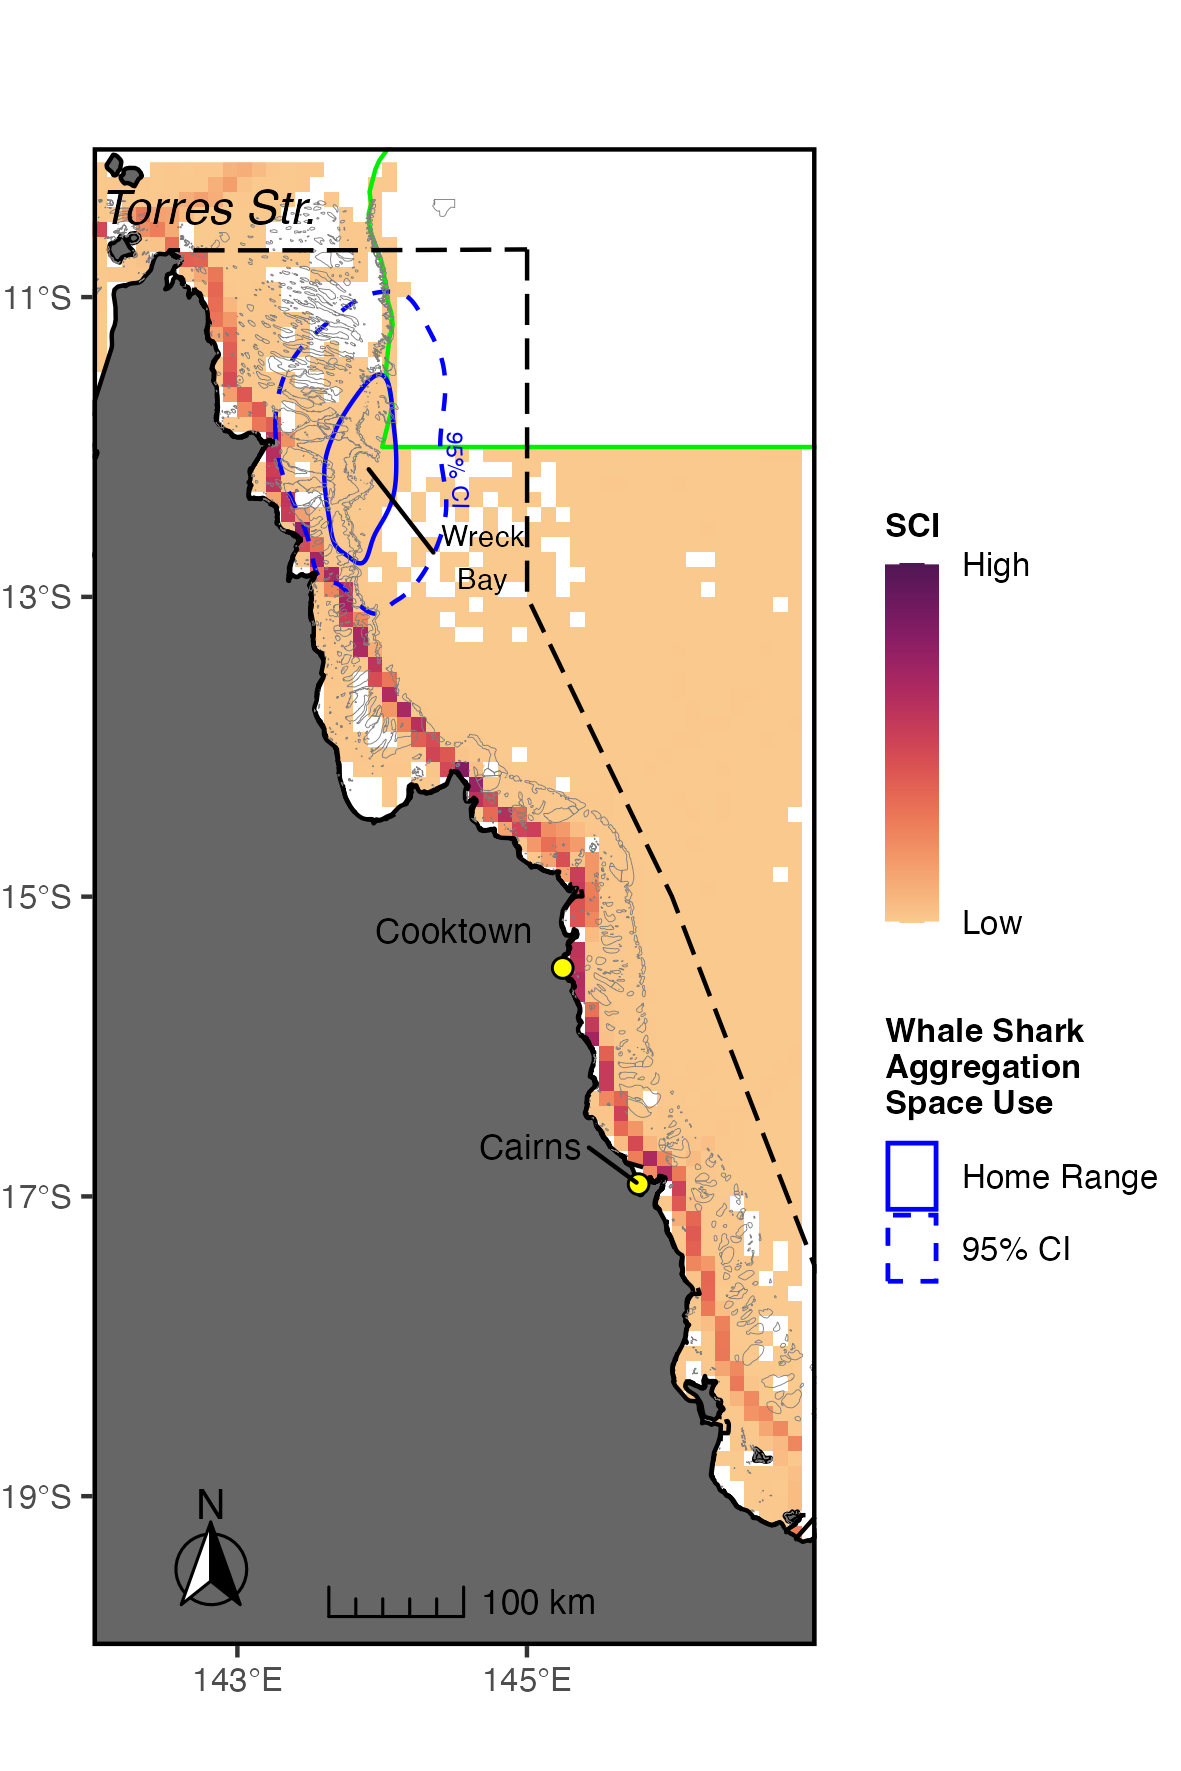 Torres Str.
11°S
95% CI
Wreck
Bay
13°S
15°S
Cooktown
Cairns
17°S
19°S
N
100 km
143°E
145°E
SCI
High
Low
Whale Shark
Aggregation
Space Use
Home Range
95% CI